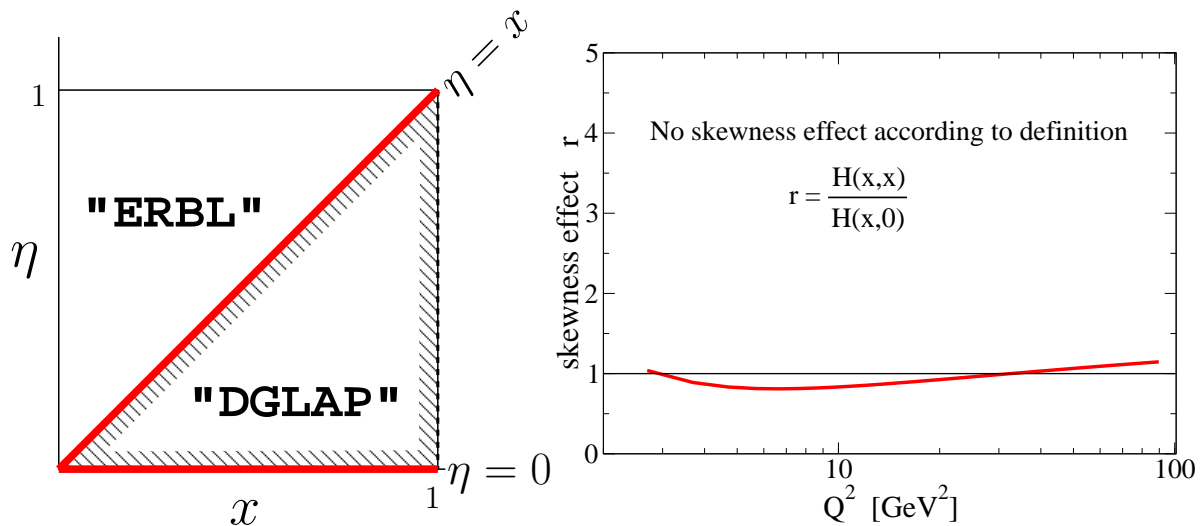 1
η
"ERBL"
"DGLAP"
η = x
η = 0
1
x
5
4
3
2
1
0
skewness effect r
No skewness effect according to definition
r = H(x,x)
H(x,0)
10
100
Q² [GeV²]